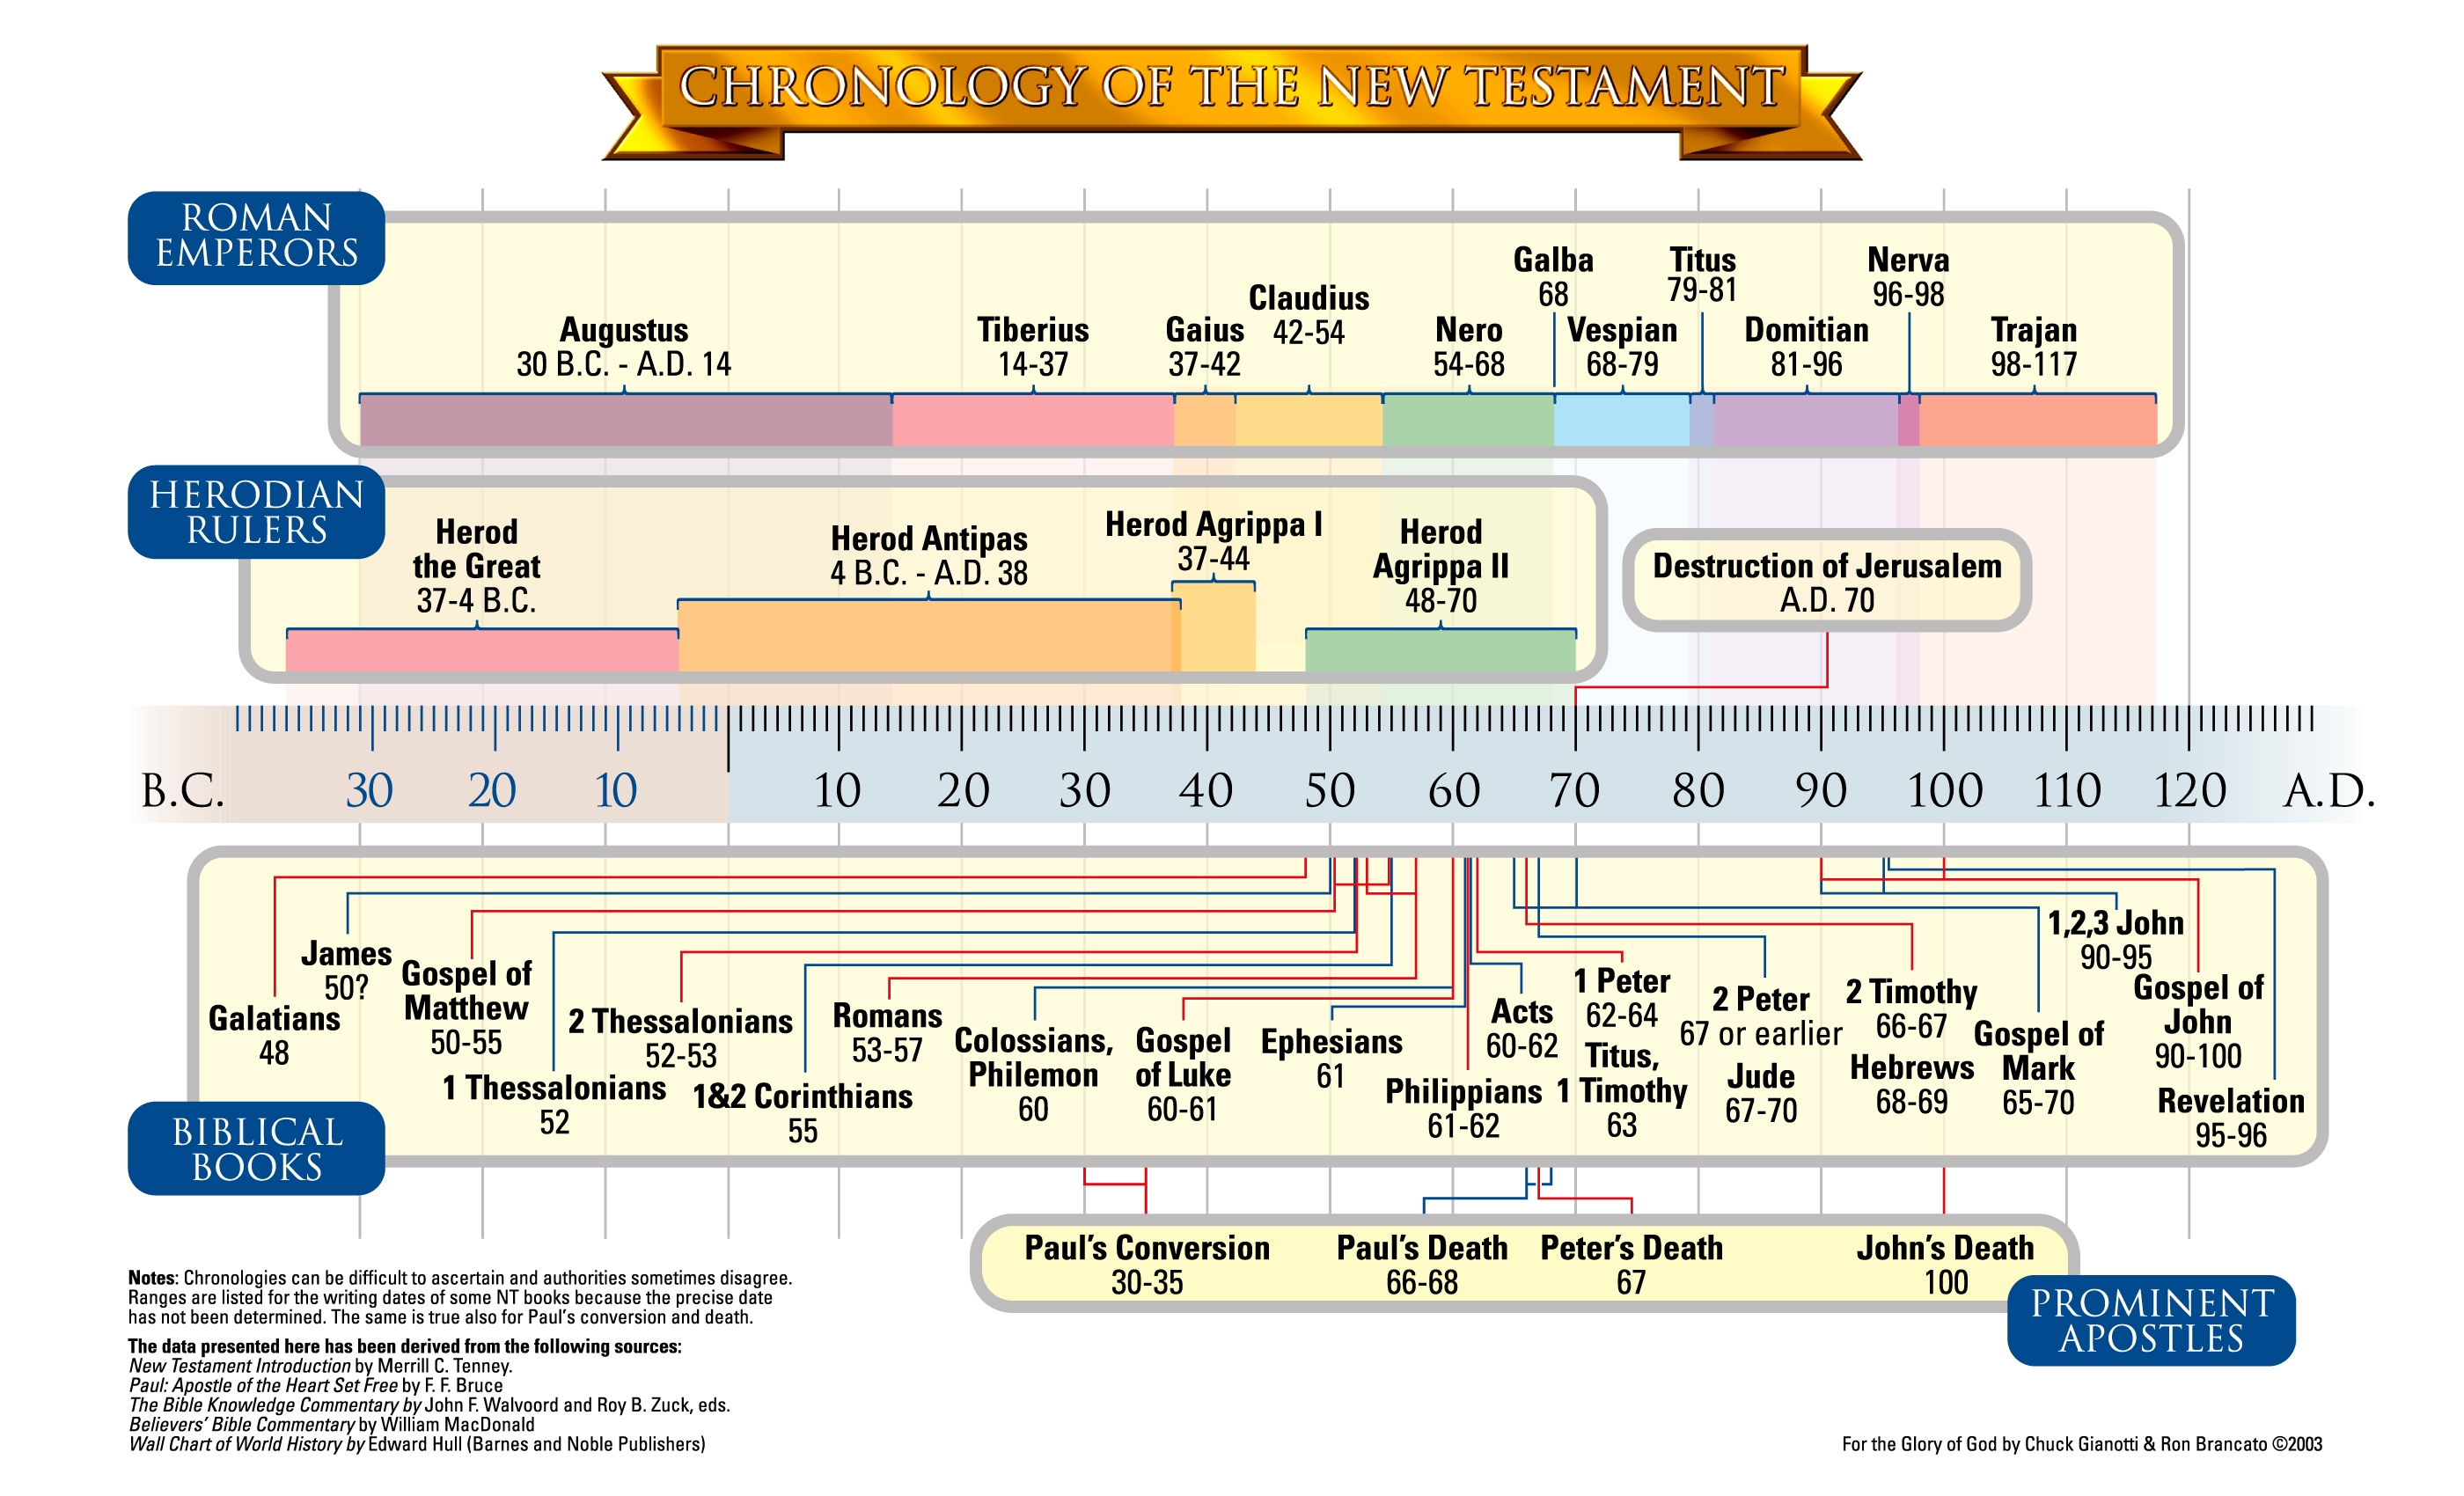 CHRONOLOGY OF THE NEW TESTAMENT
ROMAN
EMPERORS
Augustus
30 B.C. - A.D. 14
Tiberius
14-37
Gaius
37-42
Claudius
42-54
Nero
54-68
Galba
68
Vespian
68-79
Titus
79-81
Domitian
81-96
Nerva
96-98
Trajan
98-117
HERODIAN
RULERS
Herod
the Great
37-4 B.C.
Herod Antipas
4 B.C. - A.D. 38
Herod Agrippa I
37-44
Herod
Agrippa II
48-70
Destruction of Jerusalem
A.D. 70
B.C. 30 20 10 10 20 30 40 50 60 70 80 90 100 110 120 A.D.
Galatians
48
James
50?
Gospel of
Matthew
50-55
1 Thessalonians
52
2 Thessalonians
52-53
1&2 Corinthians
55
Romans
53-57
Colossians,
Philemon
60
Gospel
of Luke
60-61
Ephesians
61
Philippians
61-62
Acts
60-62
1 Peter
62-64
Titus,
1 Timothy
63
2 Peter
67 or earlier
Jude
67-70
2 Timothy
66-67
Hebrews
68-69
Gospel of
Mark
65-70
1,2,3 John
90-95
Gospel of
John
90-100
Revelation
95-96
BIBLICAL
BOOKS
Paul's Conversion
30-35
Paul's Death
66-68
Peter's Death
67
John's Death
100
PROMINENT
APOSTLES
Notes: Chronologies can be difficult to ascertain and authorities sometimes disagree.
Ranges are listed for the writing dates of some NT books because the precise date
has not been determined. The same is true also for Paul's conversion and death.
The data presented here has been derived from the following sources:
New Testament Introduction by Merrill C. Tenney.
Paul: Apostle of the Heart Set Free by F. F. Bruce
The Bible Knowledge Commentary by John F. Walvoord and Roy B. Zuck, eds.
Believers' Bible Commentary by William MacDonald
Wall Chart of World History by Edward Hull (Barnes and Noble Publishers)
For the Glory of God by Chuck Gianotti & Ron Brancato ©2003